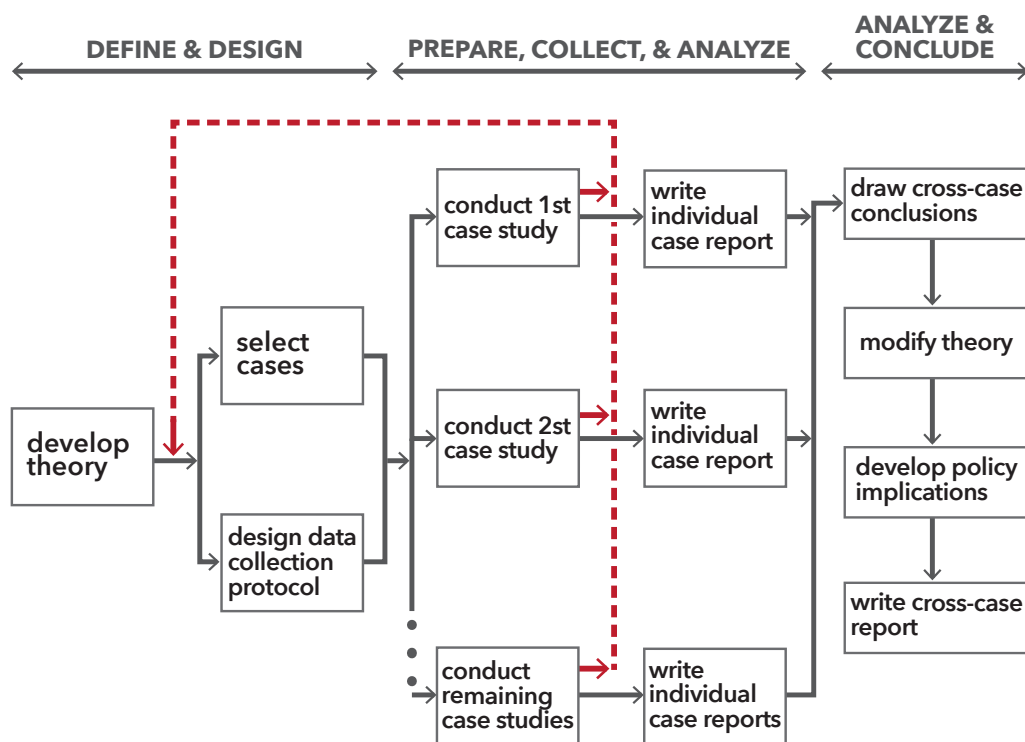 DEFINE & DESIGN
PREPARE, COLLECT, & ANALYZE
ANALYZE &
CONCLUDE
develop
theory
select
cases
design data
collection
protocol
conduct 1st
case study
write
individual
case report
conduct 2st
case study
write
individual
case report
conduct
remaining
case studies
write
individual
case reports
draw cross-case
conclusions
modify theory
develop policy
implications
write cross-case
report